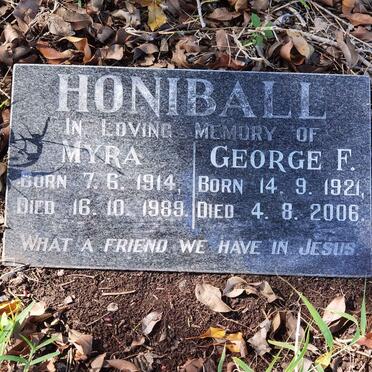 HONIBALL
IN LOVING MEMORY OF
MYRA GEORGE F.
BORN 7.6.1914, BORN 14.9.1921,
DIED 16.10.1989. DIED 4.8.2006.
WHAT A FRIEND WE HAVE IN JESUS